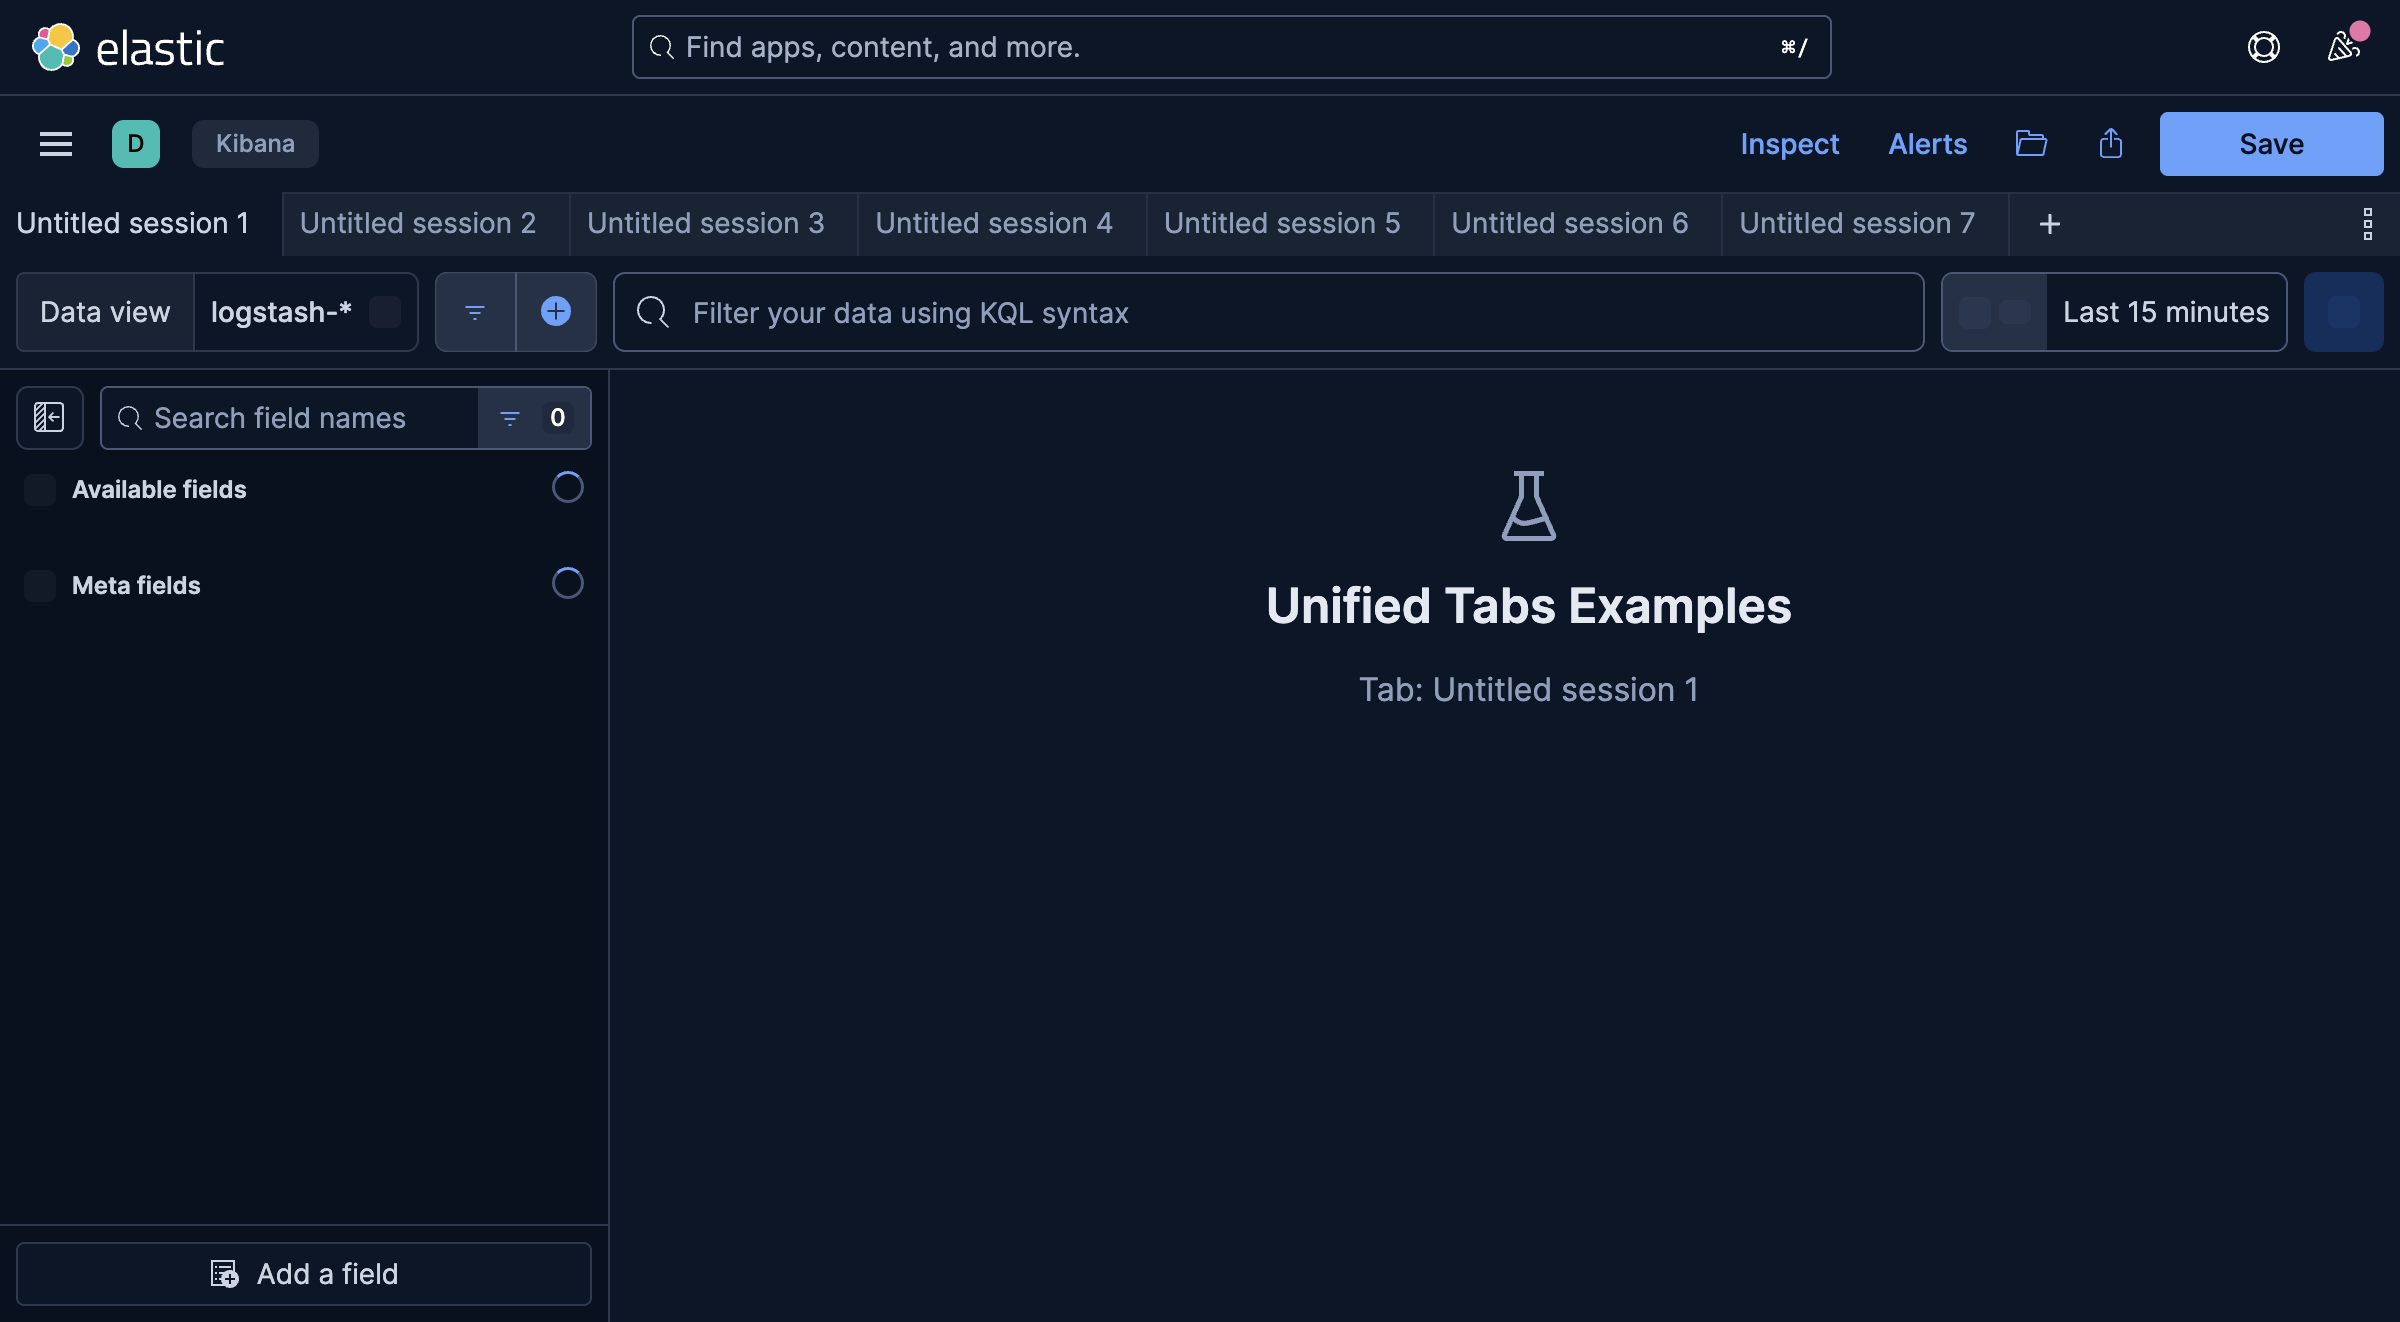 elastic
Find apps, content, and more.
⌘/
D
Kibana
Inspect
Alerts
Save
Untitled session 1
Untitled session 2
Untitled session 3
Untitled session 4
Untitled session 5
Untitled session 6
Untitled session 7
Data view
logstash-*
Filter your data using KQL syntax
Last 15 minutes
Search field names
0
Available fields
Meta fields
Unified Tabs Examples
Tab: Untitled session 1
Add a field